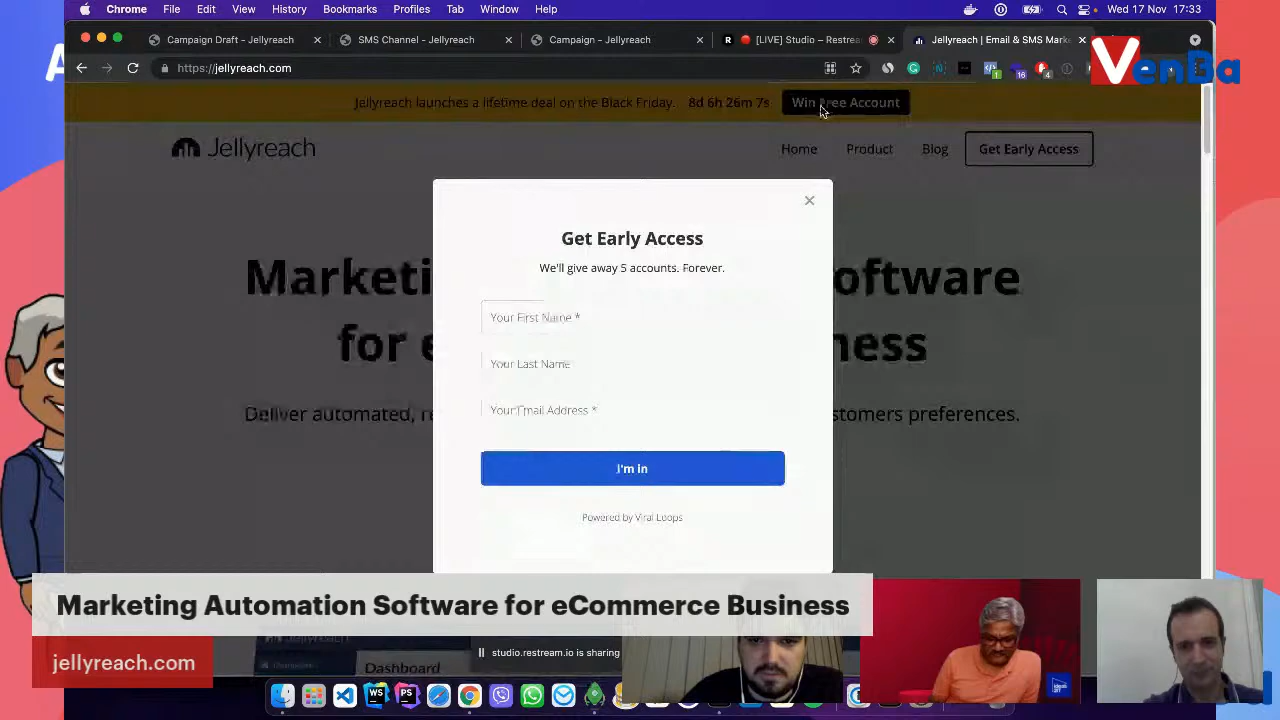 Chrome File Edit View History Bookmarks Profiles Tab Window Help Wed 17 Nov 17:33
Campaign Draft - Jellyreach SMS Channel - Jellyreach Campaign - Jellyreach [LIVE] Studio – Restrea Jellyreach | Email & SMS Mark
https://jellyreach.com
VenBa
Jellyreach launches a lifetime deal on the Black Friday. 8d 6h 26m 7s Win Free Account
Jellyreach Home Product Blog Get Early Access
Get Early Access
We'll give away 5 accounts. Forever.
Your First Name *
Your Last Name
Your Email Address *
I'm in
Powered by Viral Loops
Marketi oftware
for e ness
Deliver automated, re stomers preferences.
Marketing Automation Software for eCommerce Business
jellyreach.com
Dashboard
studio.restream.io is sharing